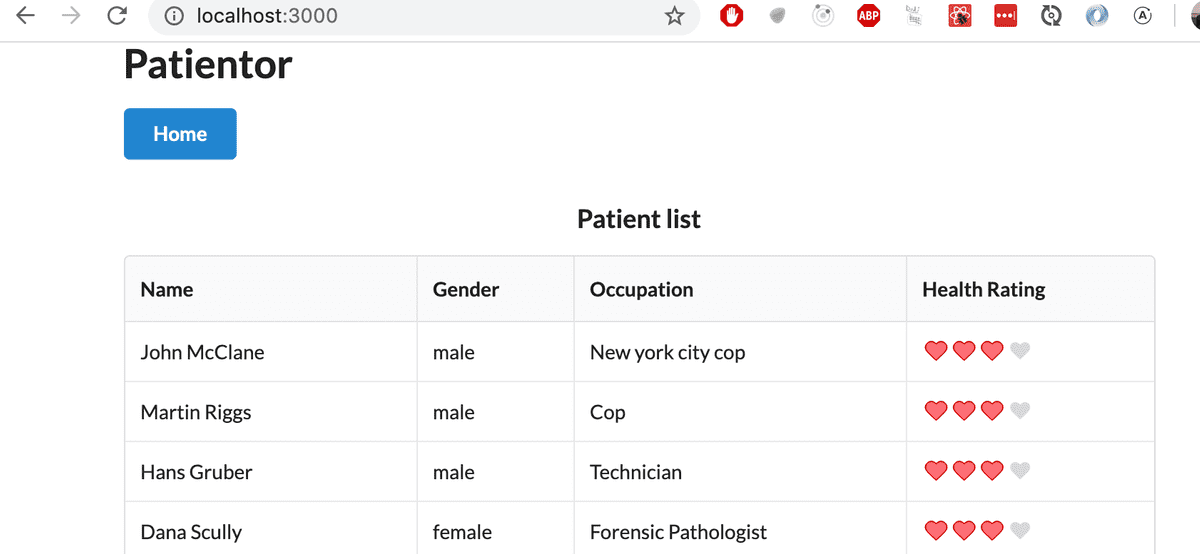 localhost:3000
ABP
A
Patientor
Home
Patient list
Name Gender Occupation Health Rating
John McClane male New york city cop
Martin Riggs male Cop
Hans Gruber male Technician
Dana Scully female Forensic Pathologist